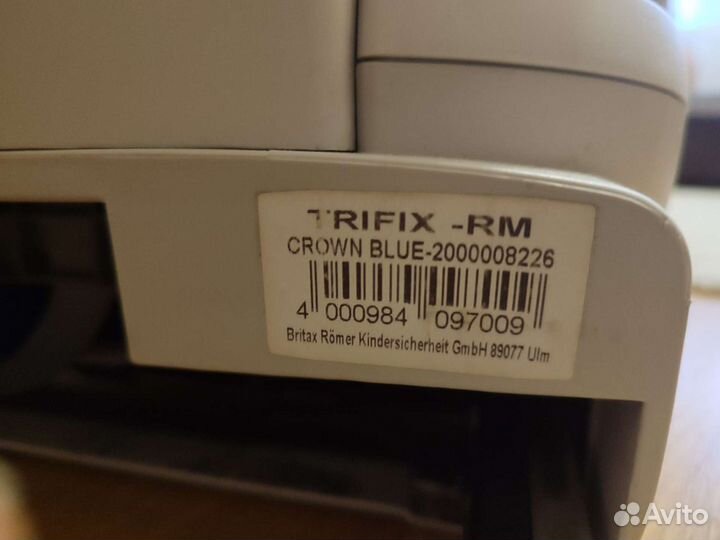 TRIFIX -RM
CROWN BLUE-2000008226
4 000984 097009
Britax Römer Kindersicherheit GmbH 89077 Ulm
Avito